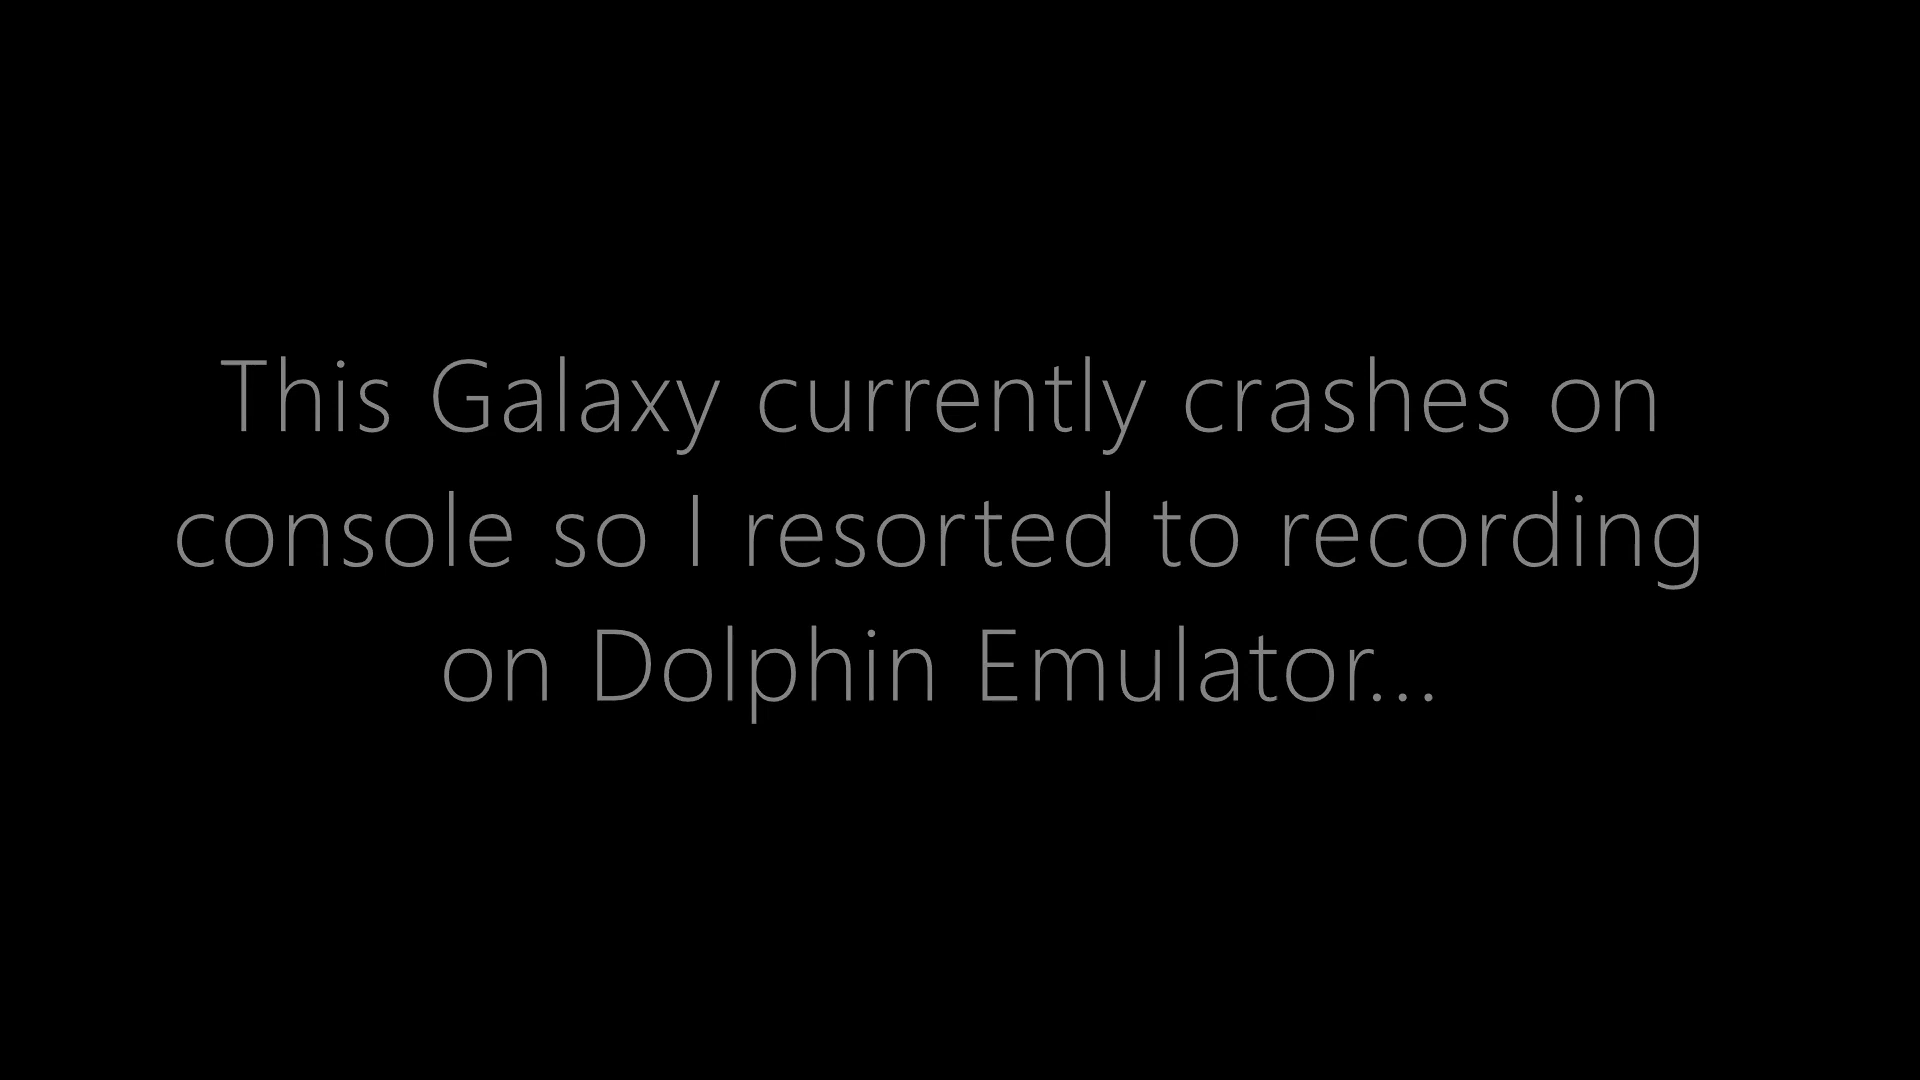 This Galaxy currently crashes on
console so I resorted to recording
on Dolphin Emulator...